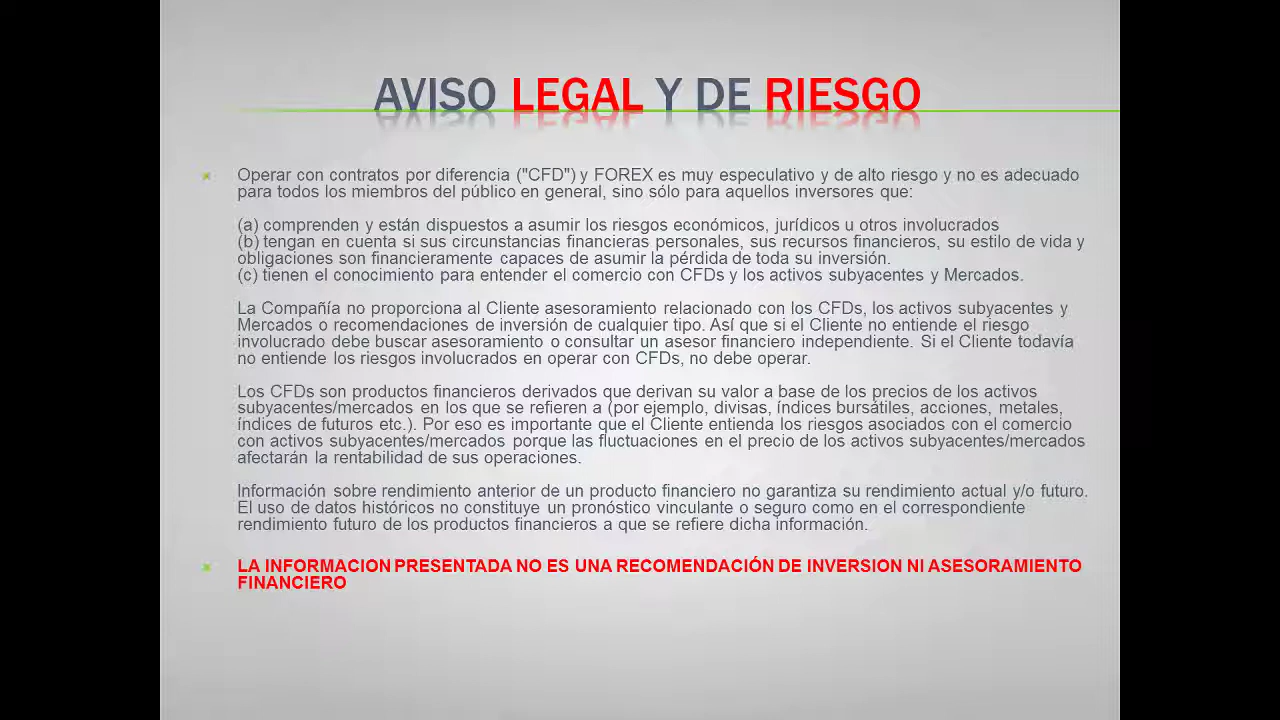 AVISO LEGAL Y DE RIESGO
Operar con contratos por diferencia ("CFD") y FOREX es muy especulativo y de alto riesgo y no es adecuado
para todos los miembros del público en general, sino sólo para aquellos inversores que:
(a) comprenden y están dispuestos a asumir los riesgos económicos, jurídicos u otros involucrados
(b) tengan en cuenta si sus circunstancias financieras personales, sus recursos financieros, su estilo de vida y
obligaciones son financieramente capaces de asumir la pérdida de toda su inversión.
(c) tienen el conocimiento para entender el comercio con CFDs y los activos subyacentes y Mercados.
La Compañía no proporciona al Cliente asesoramiento relacionado con los CFDs, los activos subyacentes y
Mercados o recomendaciones de inversión de cualquier tipo. Así que si el Cliente no entiende el riesgo
involucrado debe buscar asesoramiento o consultar un asesor financiero independiente. Si el Cliente todavía
no entiende los riesgos involucrados en operar con CFDs, no debe operar.
Los CFDs son productos financieros derivados que derivan su valor a base de los precios de los activos
subyacentes/mercados en los que se refieren a (por ejemplo, divisas, índices bursátiles, acciones, metales,
índices de futuros etc.). Por eso es importante que el Cliente entienda los riesgos asociados con el comercio
con activos subyacentes/mercados porque las fluctuaciones en el precio de los activos subyacentes/mercados
afectarán la rentabilidad de sus operaciones.
Información sobre rendimiento anterior de un producto financiero no garantiza su rendimiento actual y/o futuro.
El uso de datos históricos no constituye un pronóstico vinculante o seguro como en el correspondiente
rendimiento futuro de los productos financieros a que se refiere dicha información.
LA INFORMACION PRESENTADA NO ES UNA RECOMENDACIÓN DE INVERSION NI ASESORAMIENTO
FINANCIERO